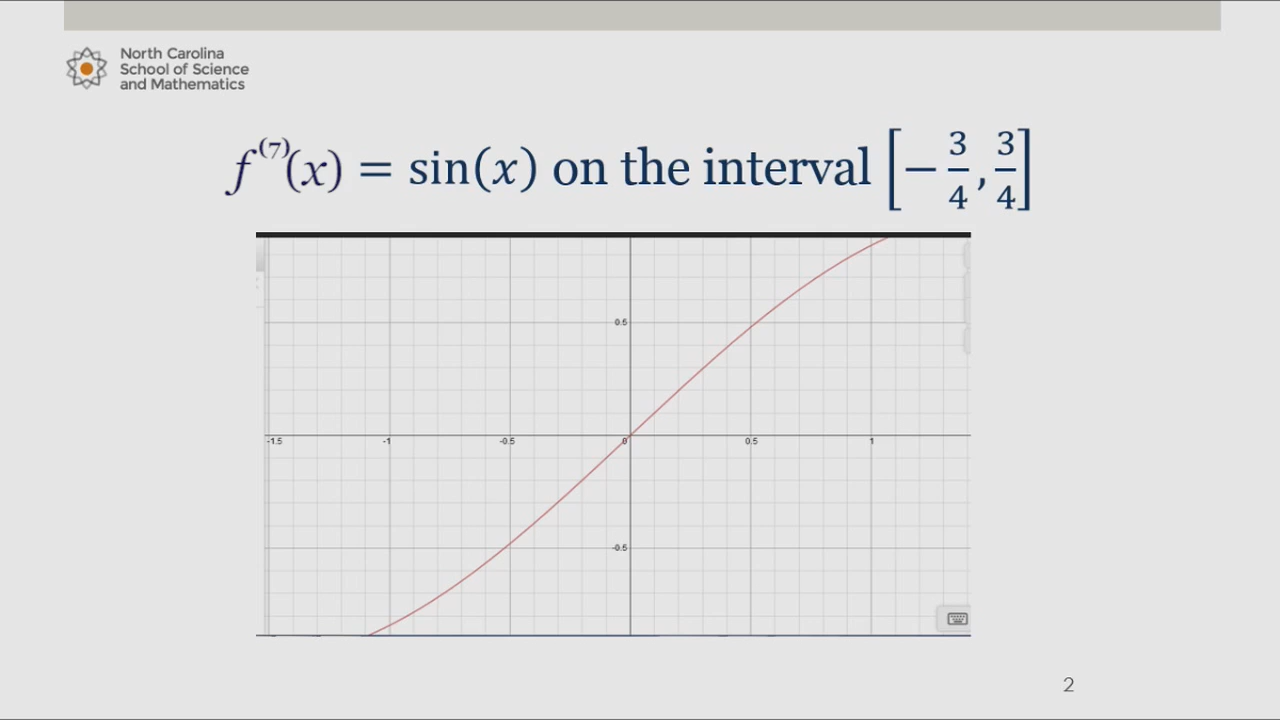 North Carolina
School of Science
and Mathematics
f⁽⁷⁾(x) = sin(x) on the interval [−3/4, 3/4]
0.5
-1.5 -1 -0.5 0 0.5 1
-0.5
2